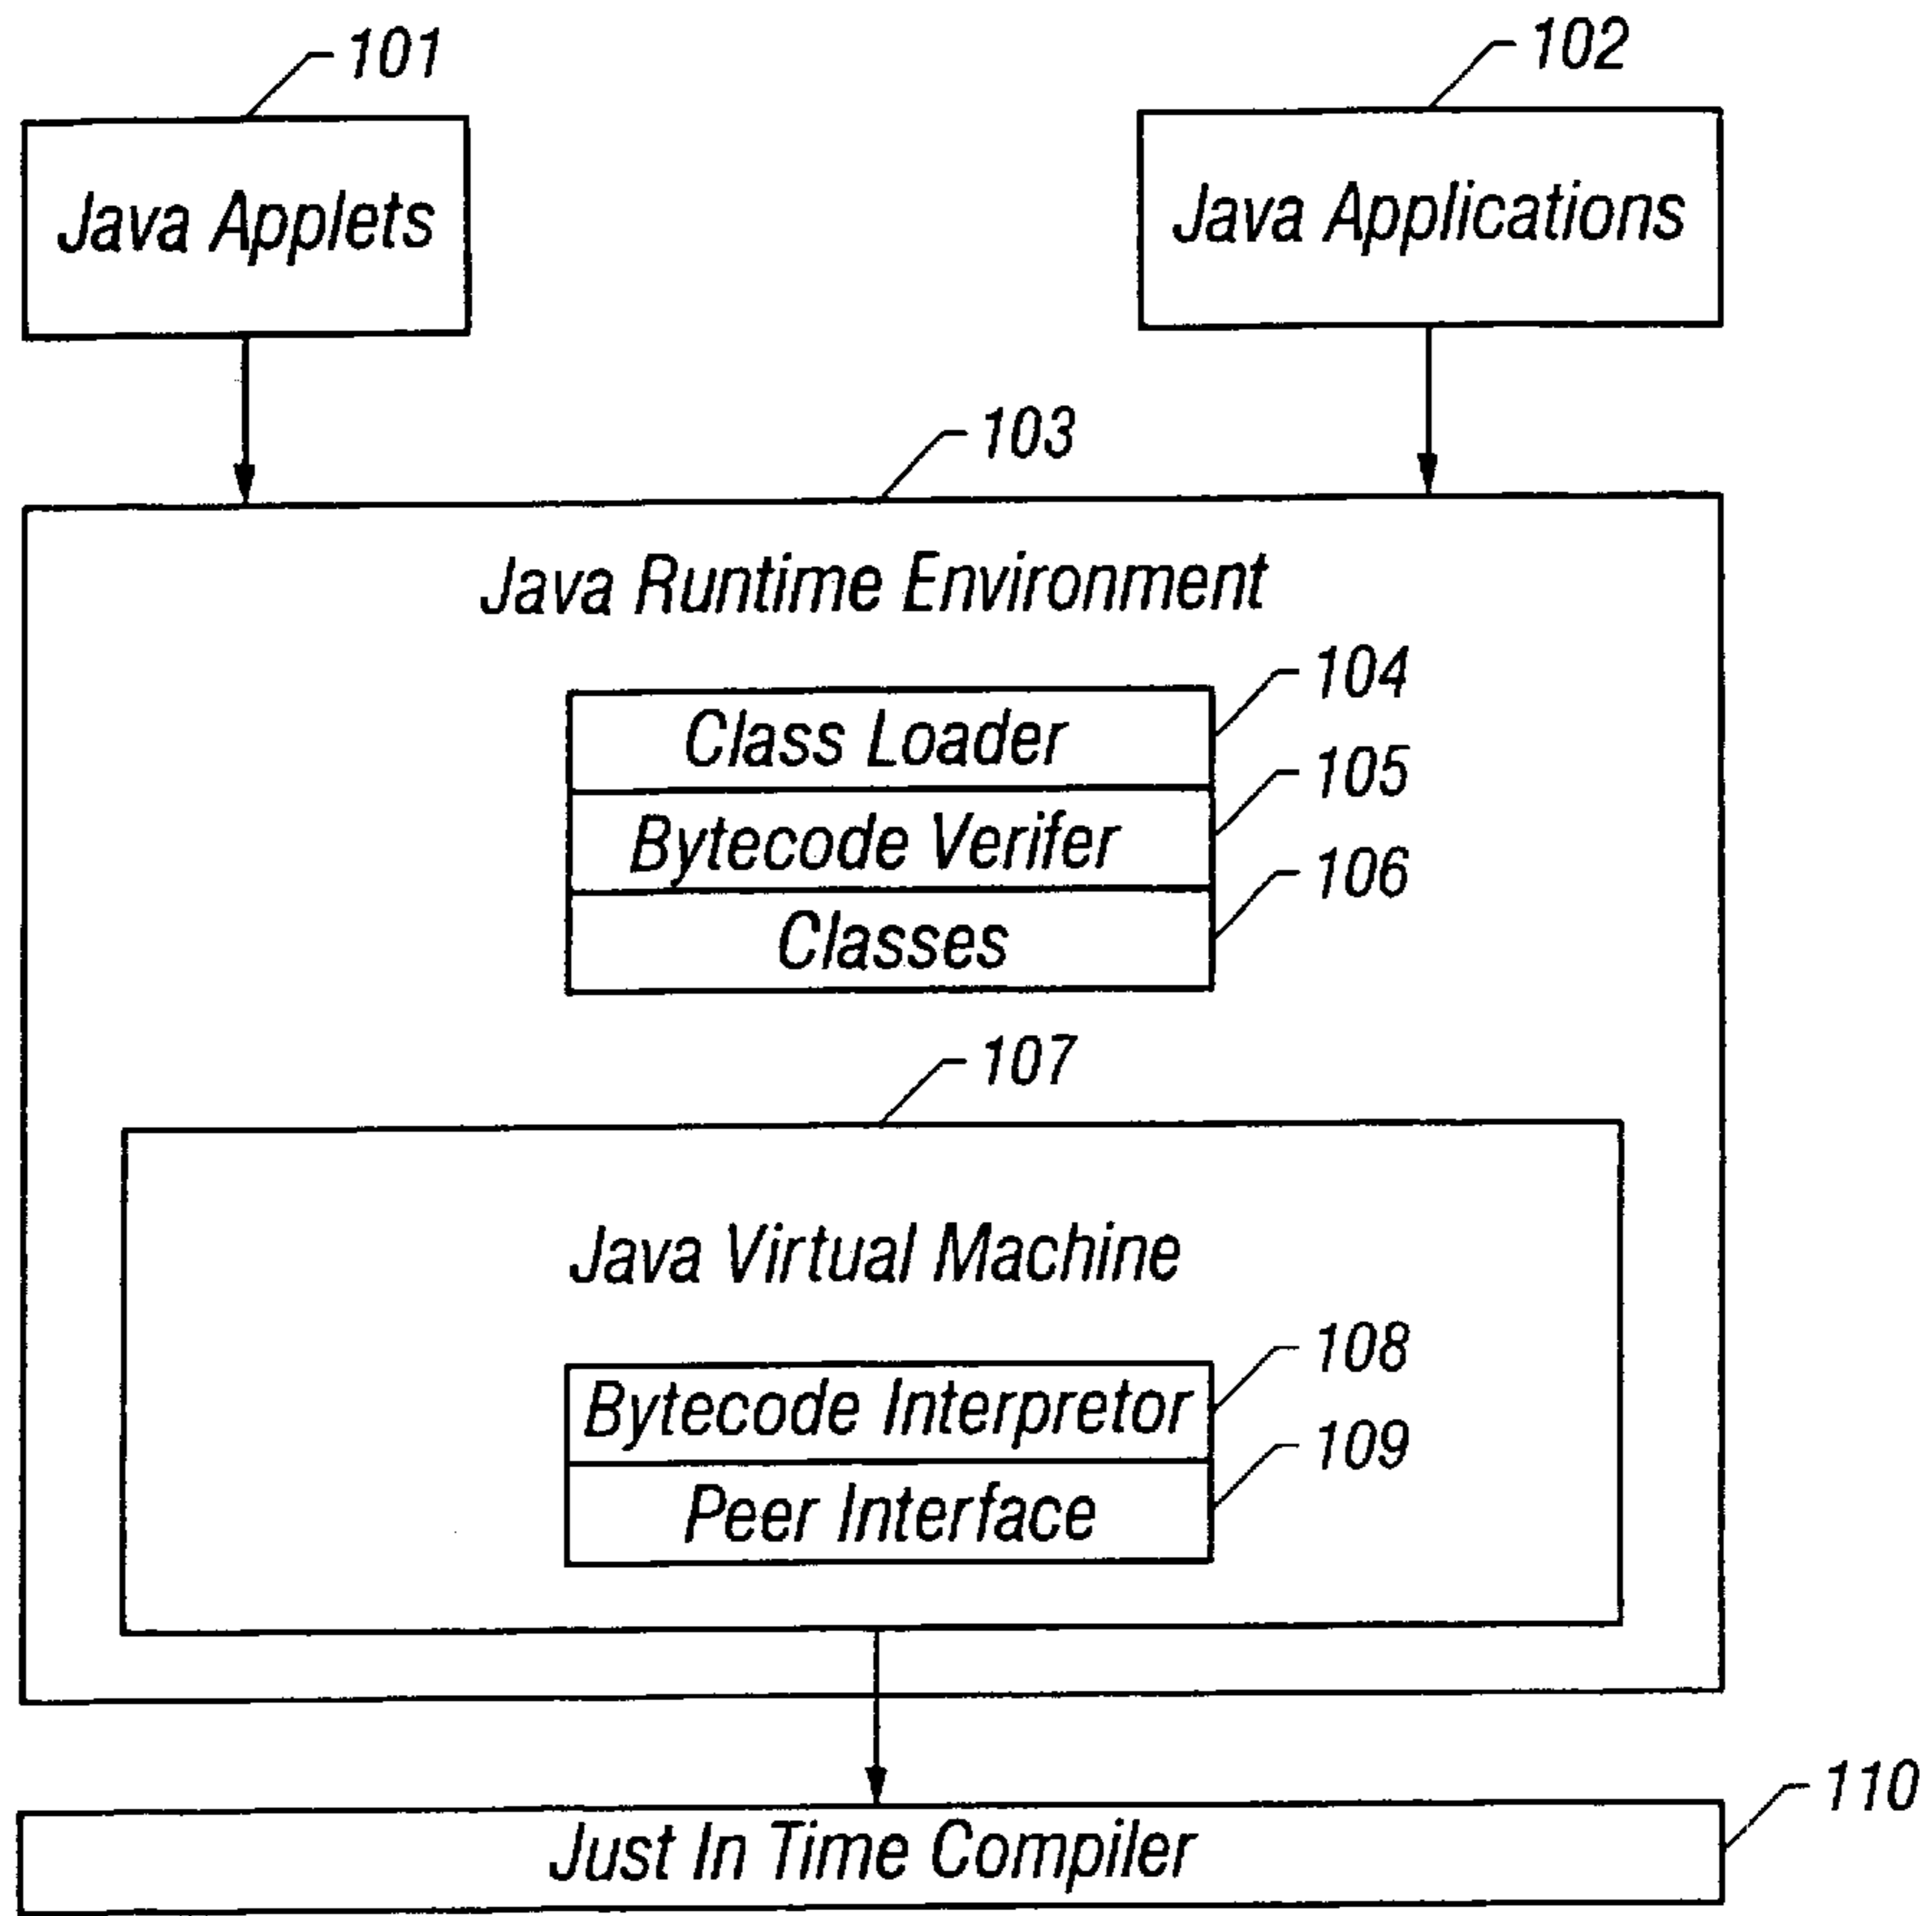 101
102
Java Applets
Java Applications
103
Java Runtime Environment
104
Class Loader
105
Bytecode Verifer
106
Classes
107
Java Virtual Machine
108
Bytecode Interpretor
109
Peer Interface
110
Just In Time Compiler